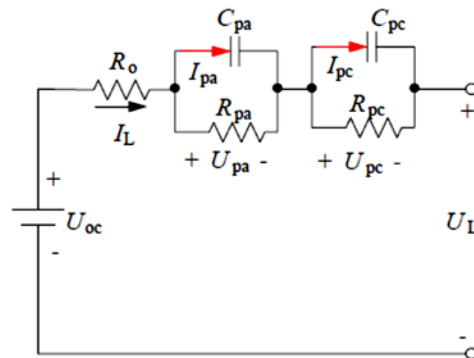 C_pa C_pc
R_o I_pa I_pc
I_L R_pa R_pc
+ U_pa - + U_pc - +
+
U_oc U_L
- -